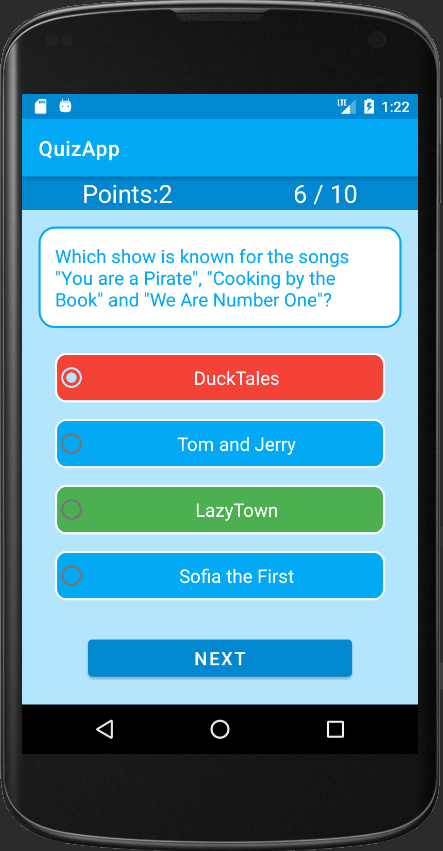 LTE 1:22
QuizApp
Points:2 6 / 10
Which show is known for the songs
"You are a Pirate", "Cooking by the
Book" and "We Are Number One"?
DuckTales
Tom and Jerry
LazyTown
Sofia the First
NEXT